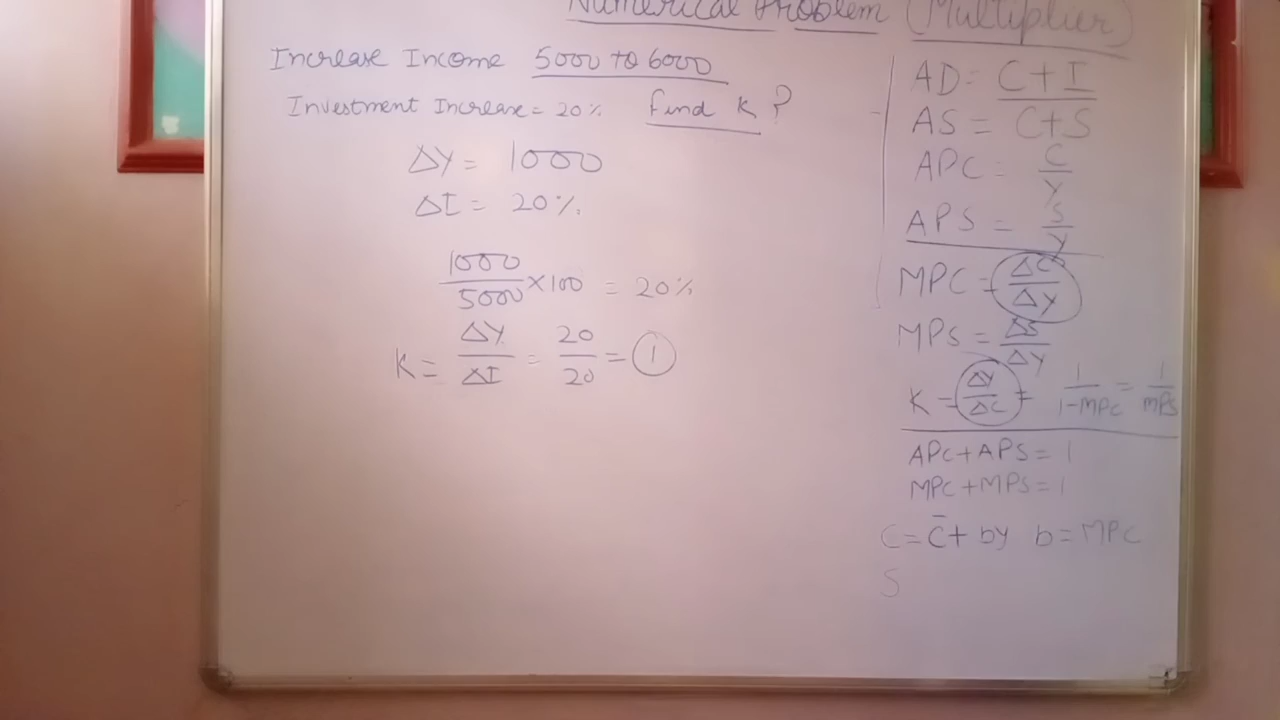 Numerical Problem (Multiplier)
Increase Income 5000 to 6000
Investment Increase = 20% find K ?
ΔY = 1000
ΔI = 20%
1000/5000 × 100 = 20%
K = ΔY/ΔI = 20/20 = 1
AD = C + I
AS = C + S
APC = C/Y
APS = S/Y
MPC = ΔC/ΔY
MPS = ΔS/ΔY
K = ΔY/ΔC = 1/1-MPC = 1/MPS
APC + APS = 1
MPC + MPS = 1
C = C̄ + by b = MPC
S